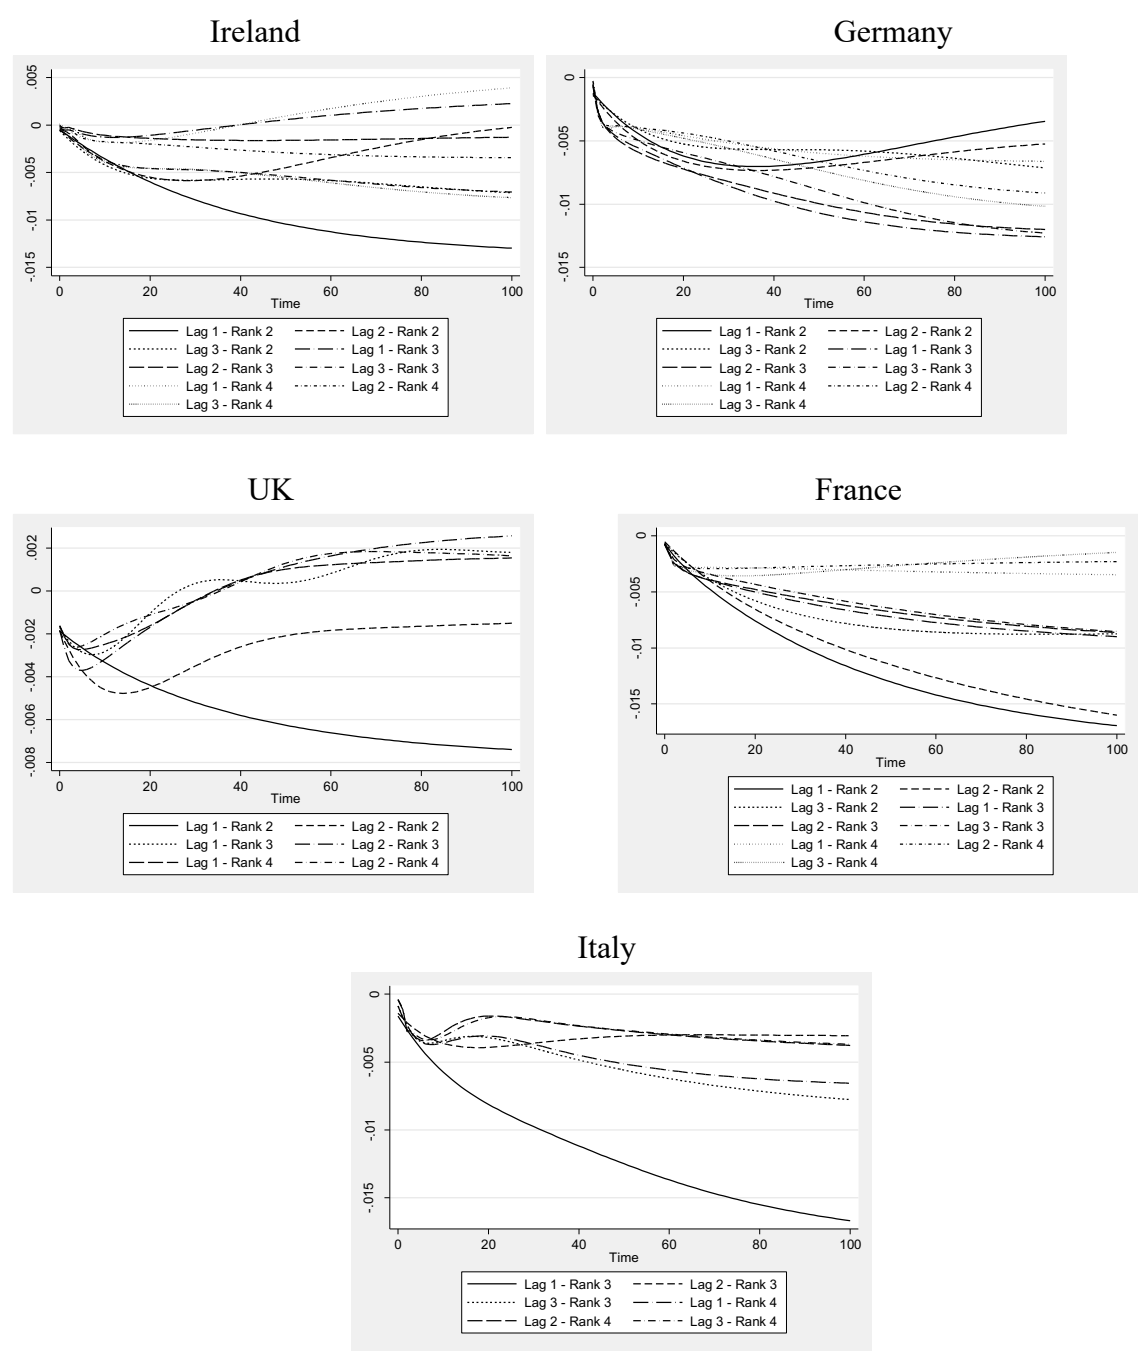 Ireland
.005
0
-.005
-.01
-.015
0 20 40 60 80 100
Time
Lag 1 - Rank 2 Lag 2 - Rank 2
Lag 3 - Rank 2 Lag 1 - Rank 3
Lag 2 - Rank 3 Lag 3 - Rank 3
Lag 1 - Rank 4 Lag 2 - Rank 4
Lag 3 - Rank 4
Germany
0
-.005
-.01
-.015
0 20 40 60 80 100
Time
Lag 1 - Rank 2 Lag 2 - Rank 2
Lag 3 - Rank 2 Lag 1 - Rank 3
Lag 2 - Rank 3 Lag 3 - Rank 3
Lag 1 - Rank 4 Lag 2 - Rank 4
Lag 3 - Rank 4
UK
.002
0
-.002
-.004
-.006
-.008
0 20 40 60 80 100
Time
Lag 1 - Rank 2 Lag 2 - Rank 2
Lag 1 - Rank 3 Lag 2 - Rank 3
Lag 1 - Rank 4 Lag 2 - Rank 4
France
0
-.005
-.01
-.015
0 20 40 60 80 100
Time
Lag 1 - Rank 2 Lag 2 - Rank 2
Lag 3 - Rank 2 Lag 1 - Rank 3
Lag 2 - Rank 3 Lag 3 - Rank 3
Lag 1 - Rank 4 Lag 2 - Rank 4
Lag 3 - Rank 4
Italy
0
-.005
-.01
-.015
0 20 40 60 80 100
Time
Lag 1 - Rank 3 Lag 2 - Rank 3
Lag 3 - Rank 3 Lag 1 - Rank 4
Lag 2 - Rank 4 Lag 3 - Rank 4